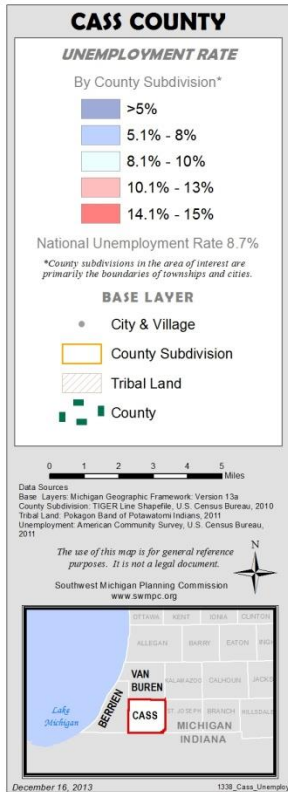 CASS COUNTY
UNEMPLOYMENT RATE
By County Subdivision*
>5%
5.1% - 8%
8.1% - 10%
10.1% - 13%
14.1% - 15%
National Unemployment Rate 8.7%
*County subdivisions in the area of interest are
primarily the boundaries of townships and cities.
BASE LAYER
City & Village
County Subdivision
Tribal Land
County
0 1 2 3 4 5
Miles
Data Sources
Base Layers: Michigan Geographic Framework: Version 13a
County Subdivision: TIGER Line Shapefile, U.S. Census Bureau, 2010
Tribal Land: Pokagon Band of Potawatomi Indians, 2011
Unemployment: American Community Survey, U.S. Census Bureau,
2011
The use of this map is for general reference
purposes. It is not a legal document.
N
Southwest Michigan Planning Commission
www.swmpc.org
OTTAWA KENT IONIA CLINTON
ALLEGAN BARRY EATON
VAN
BUREN KALAMAZOO CALHOUN JACKS
BERRIEN
Lake
Michigan
CASS ST. JOSEPH BRANCH HILLSDALE
MICHIGAN
INDIANA
December 16, 2013 1338_Cass_Unemploy